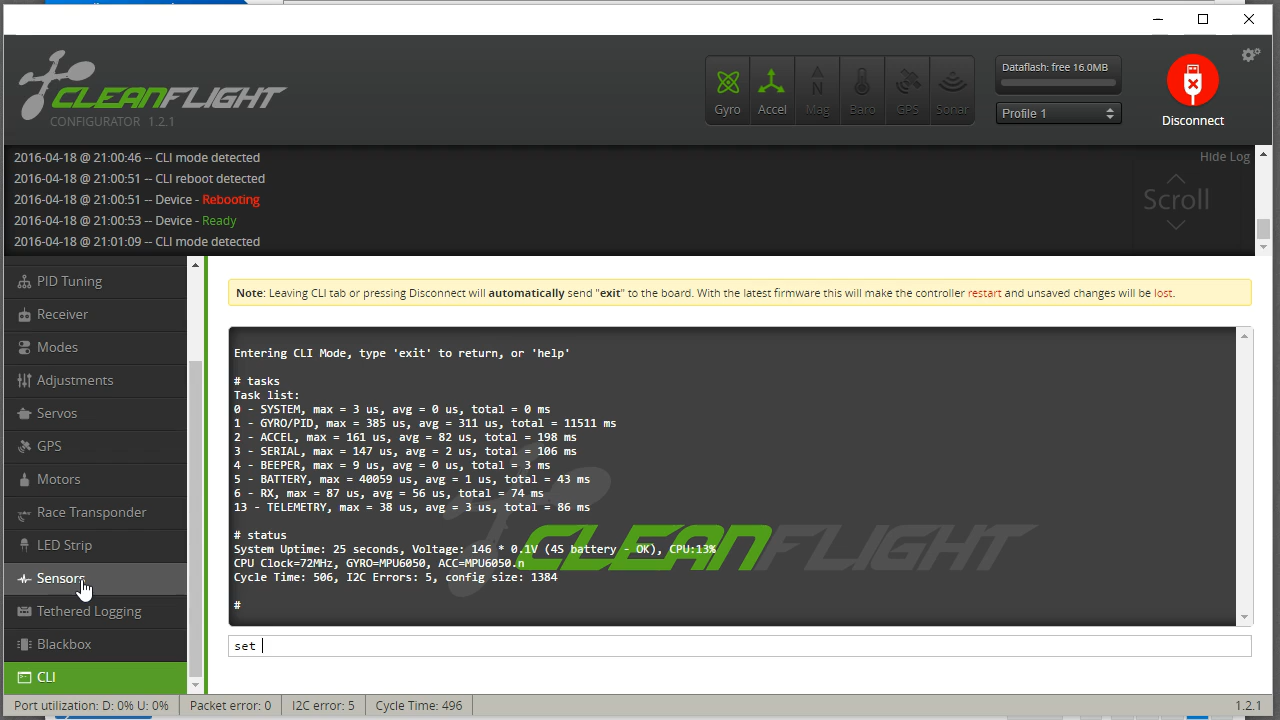 CLEANFLIGHT
CONFIGURATOR 1.2.1
Gyro
Accel
Mag
Baro
GPS
Sonar
Dataflash: free 16.0MB
Profile 1
Disconnect
2016-04-18 @ 21:00:46 -- CLI mode detected
2016-04-18 @ 21:00:51 -- CLI reboot detected
2016-04-18 @ 21:00:51 -- Device - Rebooting
2016-04-18 @ 21:00:53 -- Device - Ready
2016-04-18 @ 21:01:09 -- CLI mode detected
Hide Log
Scroll
PID Tuning
Receiver
Modes
Adjustments
Servos
GPS
Motors
Race Transponder
LED Strip
Sensors
Tethered Logging
Blackbox
CLI
Note: Leaving CLI tab or pressing Disconnect will automatically send "exit" to the board. With the latest firmware this will make the controller restart and unsaved changes will be lost.
Entering CLI Mode, type 'exit' to return, or 'help'
# tasks
Task list:
0 - SYSTEM, max = 3 us, avg = 0 us, total = 0 ms
1 - GYRO/PID, max = 385 us, avg = 311 us, total = 11511 ms
2 - ACCEL, max = 161 us, avg = 82 us, total = 198 ms
3 - SERIAL, max = 147 us, avg = 2 us, total = 106 ms
4 - BEEPER, max = 9 us, avg = 0 us, total = 3 ms
5 - BATTERY, max = 40059 us, avg = 1 us, total = 43 ms
6 - RX, max = 87 us, avg = 56 us, total = 74 ms
13 - TELEMETRY, max = 38 us, avg = 3 us, total = 86 ms
# status
System Uptime: 25 seconds, Voltage: 146 * 0.1V (4S battery - OK), CPU:13%
CPU Clock=72MHz, GYRO=MPU6050, ACC=MPU6050.n
Cycle Time: 506, I2C Errors: 5, config size: 1384
#
CLEANFLIGHT
set
Port utilization: D: 0% U: 0%
Packet error: 0
I2C error: 5
Cycle Time: 496
1.2.1